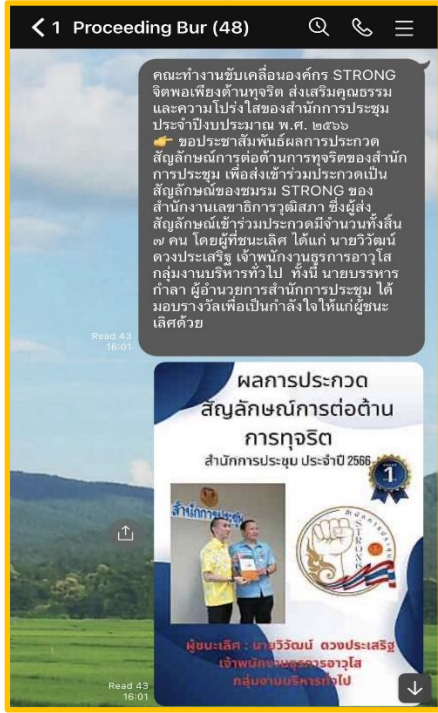 1 Proceeding Bur (48)
คณะทำงานขับเคลื่อนองค์กร STRONG
จิตพอเพียงต้านทุจริต ส่งเสริมคุณธรรม
และความโปร่งใสของสำนักการประชุม
ประจำปีงบประมาณ พ.ศ. ๒๕๖๖
👉 ขอประชาสัมพันธ์ผลการประกวด
สัญลักษณ์การต่อต้านการทุจริตของสำนัก
การประชุม เพื่อส่งเข้าร่วมประกวดเป็น
สัญลักษณ์ของชมรม STRONG ของ
สำนักงานเลขาธิการวุฒิสภา ซึ่งผู้ส่ง
สัญลักษณ์เข้าร่วมประกวดมีจำนวนทั้งสิ้น
๗ คน โดยผู้ที่ชนะเลิศ ได้แก่ นายวิวัฒน์
ดวงประเสริฐ เจ้าพนักงานธุรการอาวุโส
กลุ่มงานบริหารทั่วไป ทั้งนี้ นายบรรหาร
กำลา ผู้อำนวยการสำนักการประชุม ได้
มอบรางวัลเพื่อเป็นกำลังใจให้แก่ผู้ชนะ
เลิศด้วย
Read 43
16:01
ผลการประกวด
สัญลักษณ์การต่อต้าน
การทุจริต
สำนักการประชุม ประจำปี 2566
1
สำนักการประชุม
สำนักการประชุม
STRONG
ผู้ชนะเลิศ : นายวิวัฒน์ ดวงประเสริฐ
เจ้าพนักงานธุรการอาวุโส
กลุ่มงานบริหารทั่วไป
Read 43
16:01